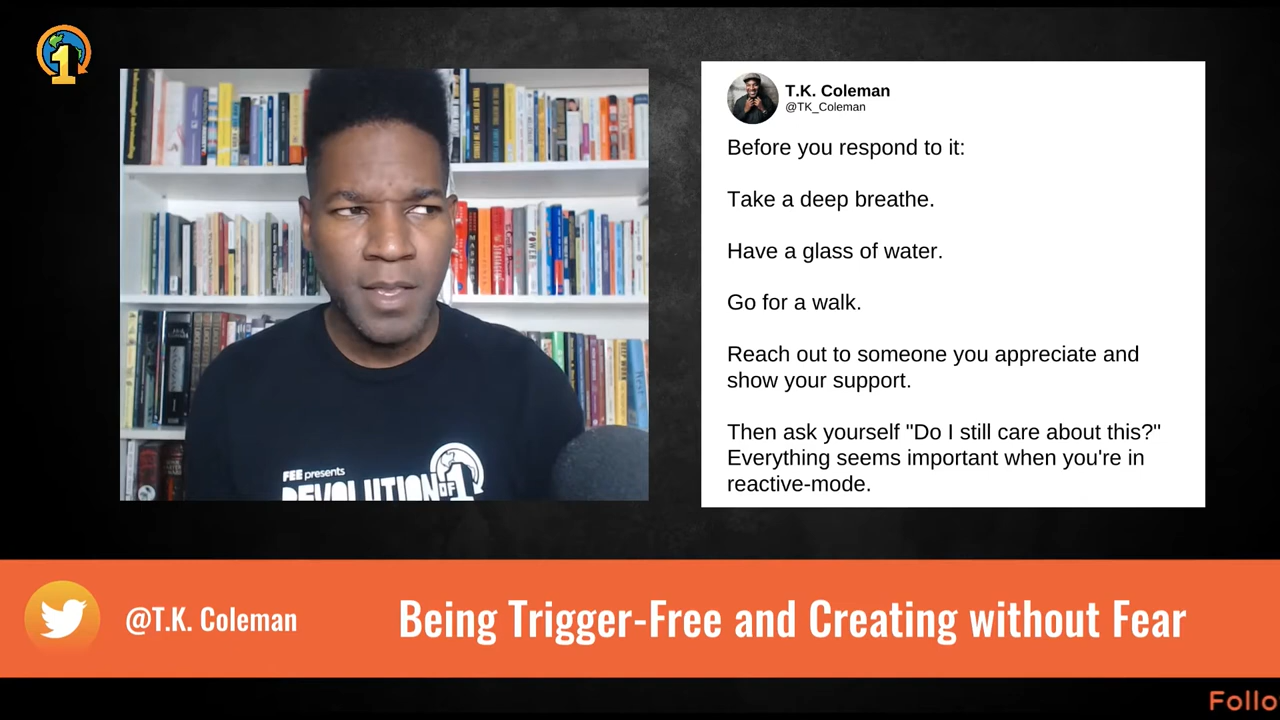 1
T.K. Coleman
@TK_Coleman
Before you respond to it:
Take a deep breathe.
Have a glass of water.
Go for a walk.
Reach out to someone you appreciate and
show your support.
Then ask yourself "Do I still care about this?"
Everything seems important when you're in
reactive-mode.
POWER
MASTERY
FEE presents
REVOLUTION OF 1
@T.K. Coleman
Being Trigger-Free and Creating without Fear
Follo